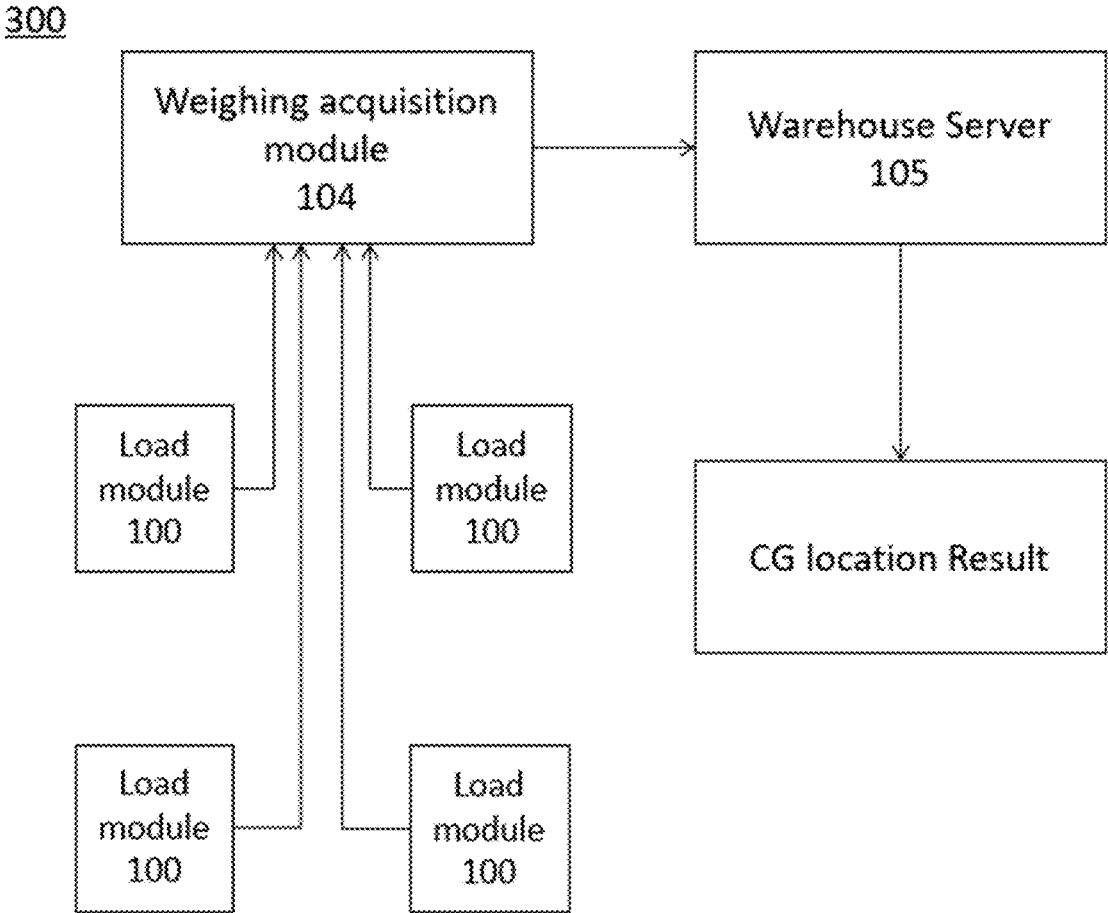 300
Weighing acquisition
module
104
Warehouse Server
105
Load
module
100
Load
module
100
CG location Result
Load
module
100
Load
module
100